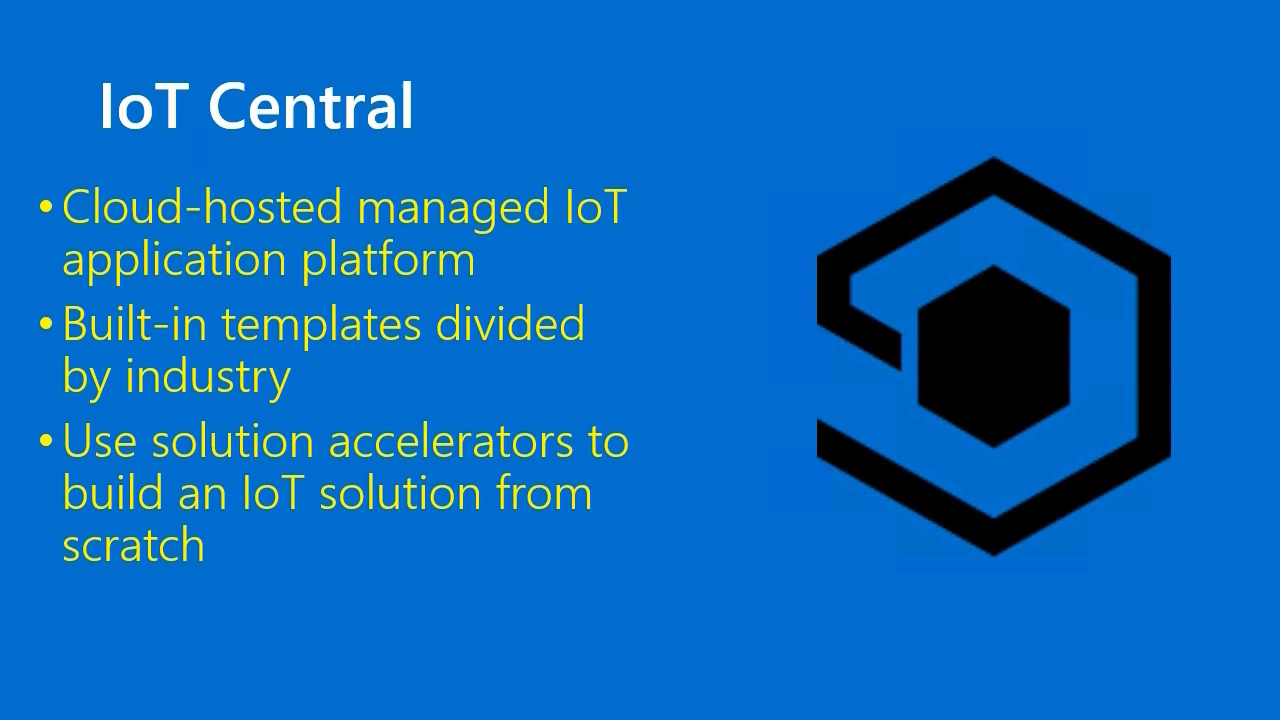 IoT Central
• Cloud-hosted managed IoT
application platform
• Built-in templates divided
by industry
• Use solution accelerators to
build an IoT solution from
scratch